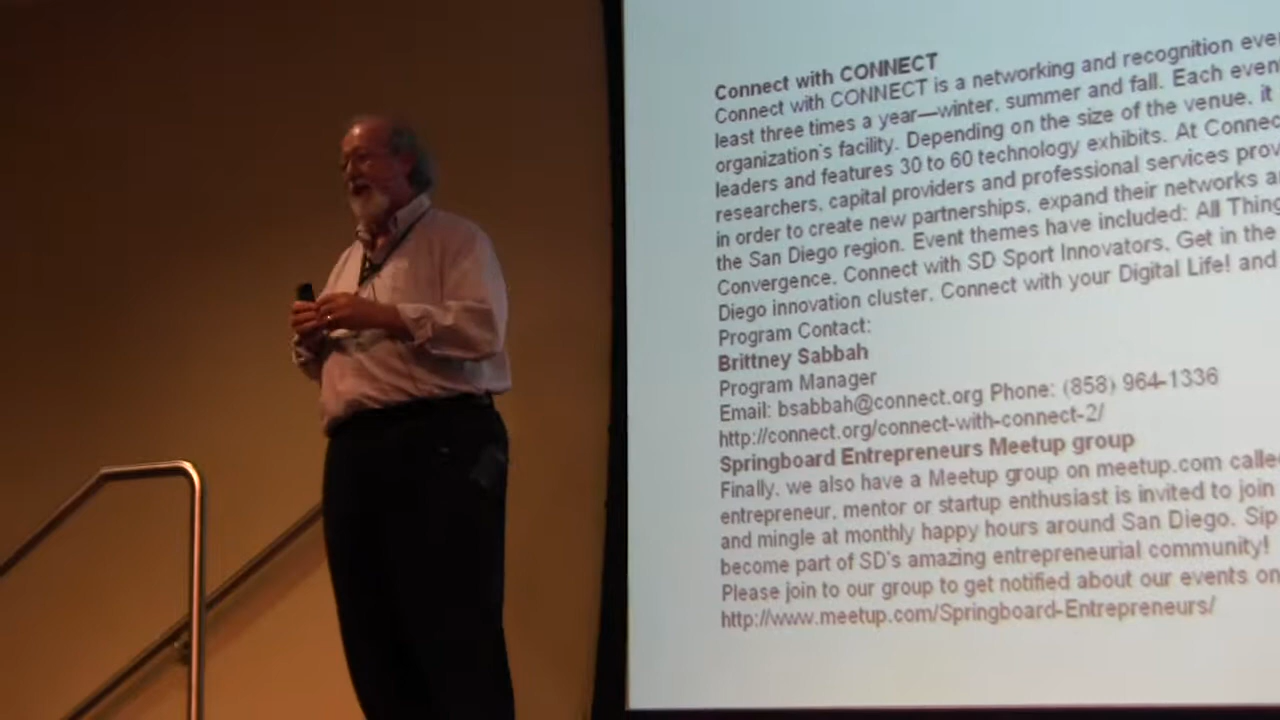 Connect with CONNECT
Connect with CONNECT is a networking and recognition
least three times a year—winter, summer and fall. Each
organization's facility. Depending on the size of the venue, it
leaders and features 30 to 60 technology exhibits. At
researchers, capital providers and professional services
in order to create new partnerships, expand their networks
the San Diego region. Event themes have included: All
Convergence, Connect with SD Sport Innovators, Get in the
Diego innovation cluster, Connect with your Digital Life! and
Program Contact:
Brittney Sabbah
Program Manager
Email: bsabbah@connect.org Phone: (858) 964-1336
http://connect.org/connect-with-connect-2/
Springboard Entrepreneurs Meetup group
Finally, we also have a Meetup group on meetup.com
entrepreneur, mentor or startup enthusiast is invited to join
and mingle at monthly happy hours around San Diego. Sip
become part of SD's amazing entrepreneurial community!
Please join to our group to get notified about our events on
http://www.meetup.com/Springboard-Entrepreneurs/